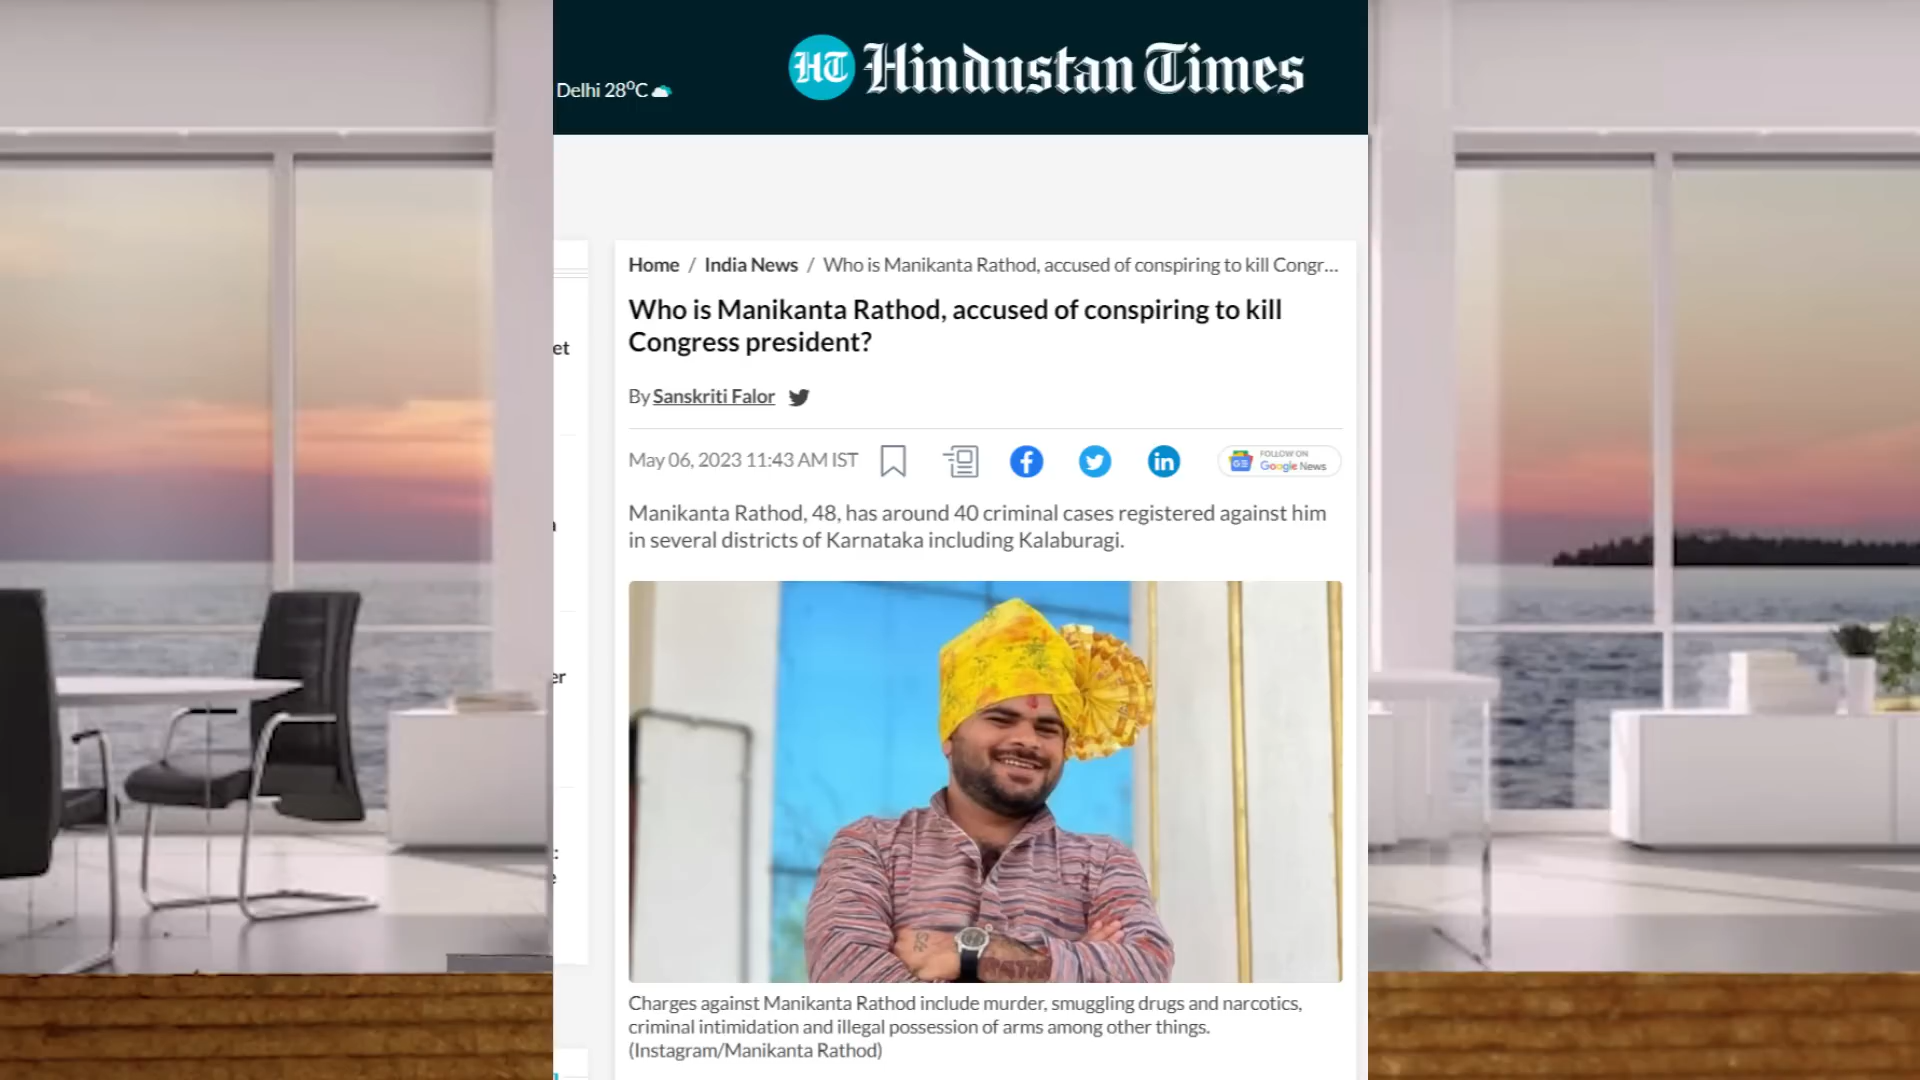 Hindustan Times
HT
Delhi 28°C
Home / India News / Who is Manikanta Rathod, accused of conspiring to kill Congr...
Who is Manikanta Rathod, accused of conspiring to kill
Congress president?
By Sanskriti Falor
May 06, 2023 11:43 AM IST
FOLLOW ON
GE Google News
Manikanta Rathod, 48, has around 40 criminal cases registered against him
in several districts of Karnataka including Kalaburagi.
Charges against Manikanta Rathod include murder, smuggling drugs and narcotics,
criminal intimidation and illegal possession of arms among other things.
(Instagram/Manikanta Rathod)
et
er